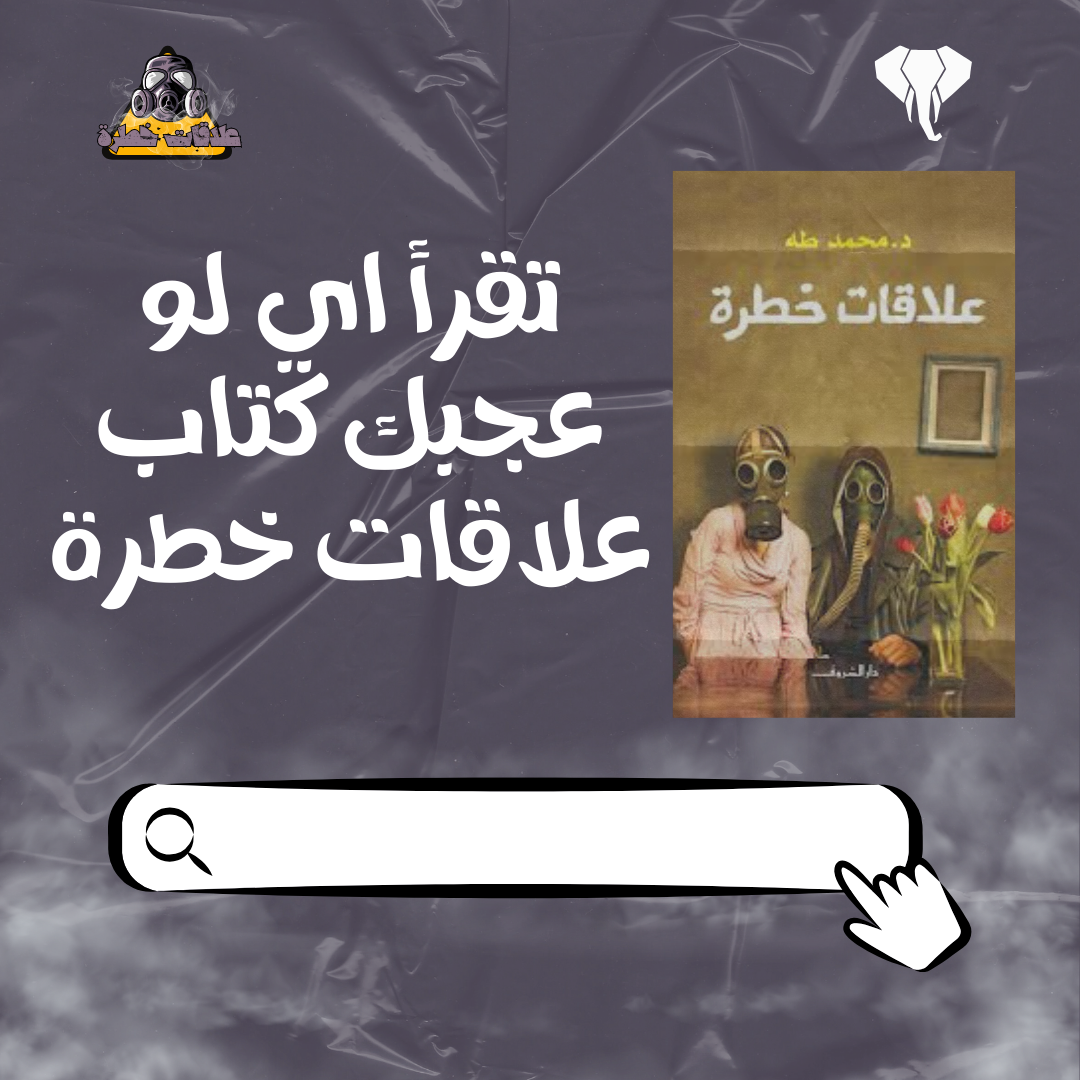 علاقات خطرة
تقرأ اي لو
عجبك كتاب
علاقات خطرة
د.محمد طه
علاقات خطرة
دار الشروق